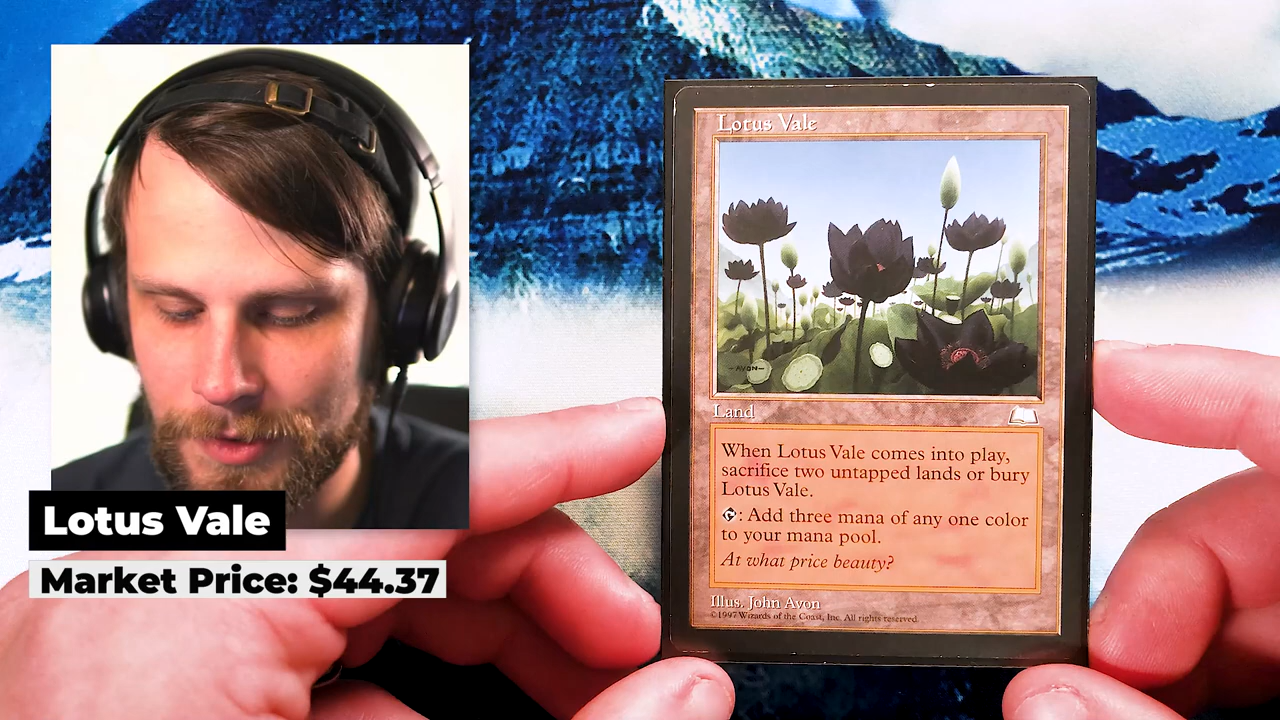 Lotus Vale
Market Price: $44.37
Lotus Vale
-AVON-
Land
When Lotus Vale comes into play,
sacrifice two untapped lands or bury
Lotus Vale.
: Add three mana of any one color
to your mana pool.
At what price beauty?
Illus. John Avon
©1997 Wizards of the Coast, Inc. All rights reserved.